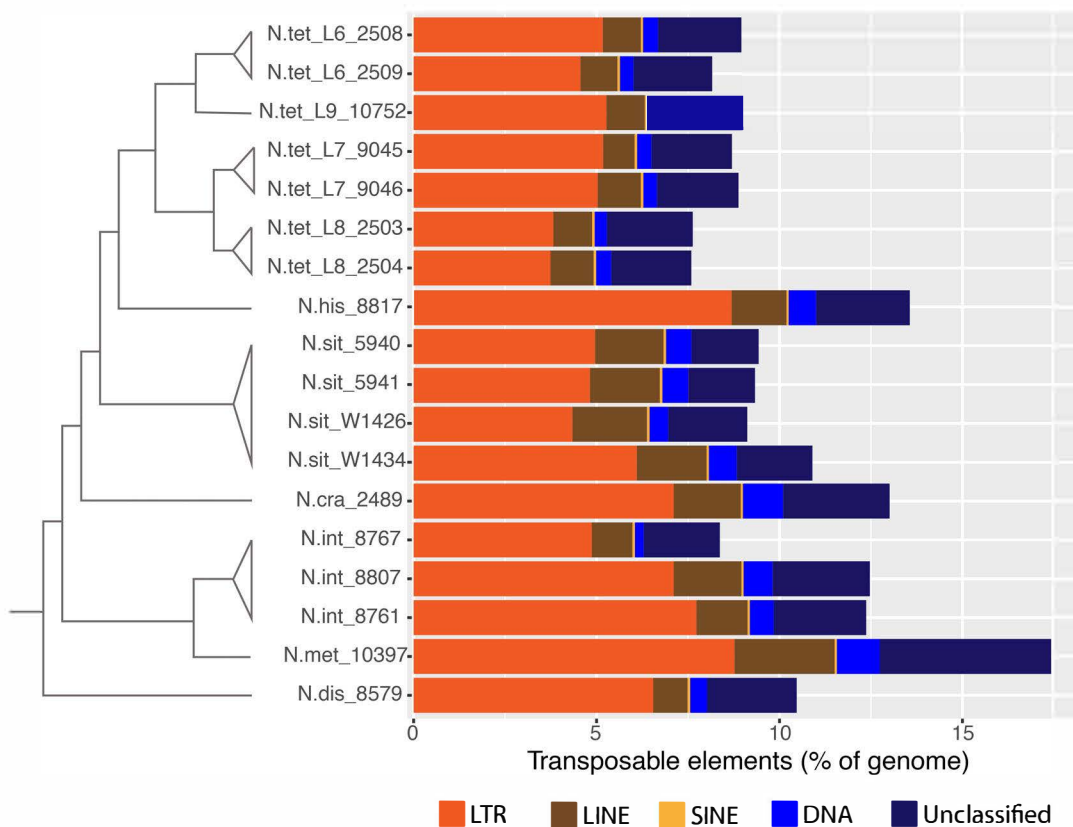 N.tet_L6_2508
N.tet_L6_2509
N.tet_L9_10752
N.tet_L7_9045
N.tet_L7_9046
N.tet_L8_2503
N.tet_L8_2504
N.his_8817
N.sit_5940
N.sit_5941
N.sit_W1426
N.sit_W1434
N.cra_2489
N.int_8767
N.int_8807
N.int_8761
N.met_10397
N.dis_8579
0 5 10 15
Transposable elements (% of genome)
LTR LINE SINE DNA Unclassified